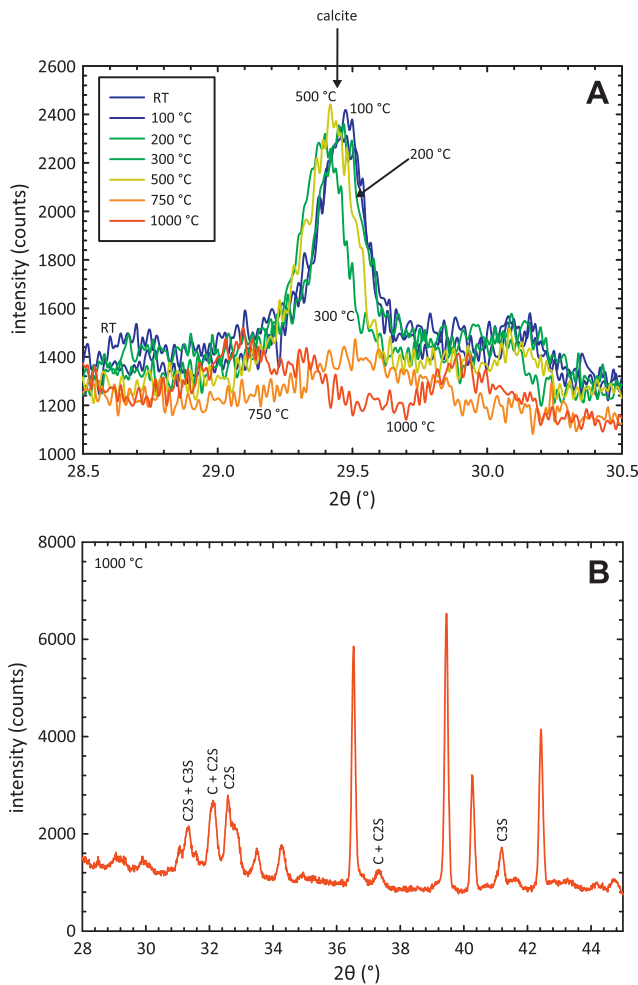 calcite
A
RT
100 °C
200 °C
300 °C
500 °C
750 °C
1000 °C
500 °C
100 °C
200 °C
300 °C
RT
750 °C
1000 °C
intensity (counts)
2600
2400
2200
2000
1800
1600
1400
1200
1000
28.5
29.0
29.5
30.0
30.5
2θ (°)
1000 °C
B
C2S + C3S
C + C2S
C2S
C + C2S
C3S
intensity (counts)
8000
6000
4000
2000
0
28
30
32
34
36
38
40
42
44
2θ (°)